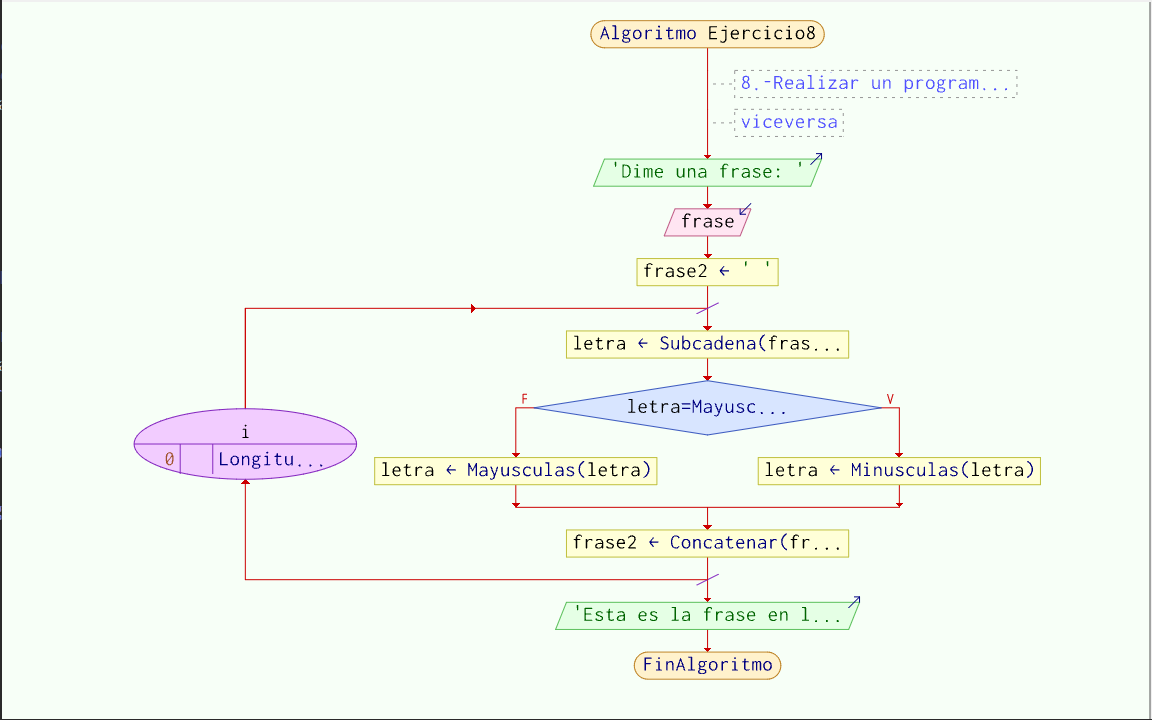 Algoritmo Ejercicio8
8.-Realizar un program...
viceversa
'Dime una frase: '
frase
frase2 ← ' '
letra ← Subcadena(fras...
F
letra=Mayusc...
V
i
0 Longitu...
letra ← Mayusculas(letra)
letra ← Minusculas(letra)
frase2 ← Concatenar(fr...
'Esta es la frase en l...
FinAlgoritmo